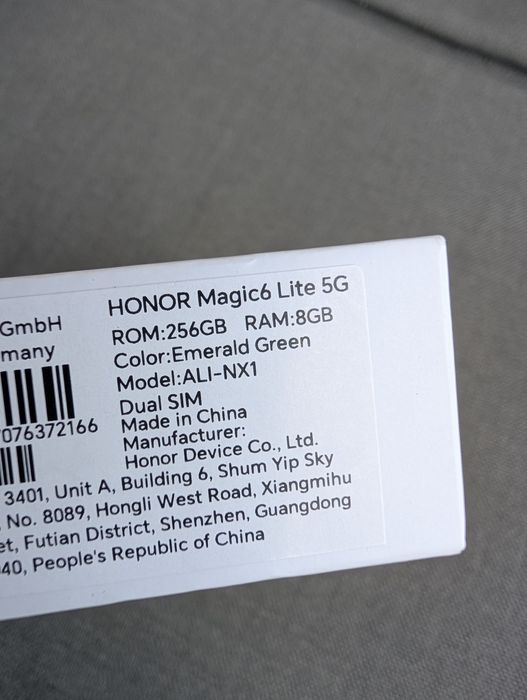 HONOR Magic6 Lite 5G
GmbH
ROM:256GB RAM:8GB
many
Color:Emerald Green
Model:ALI-NX1
Dual SIM
Made in China
076372166
Manufacturer:
Honor Device Co., Ltd.
3401, Unit A, Building 6, Shum Yip Sky
, No. 8089, Hongli West Road, Xiangmihu
et, Futian District, Shenzhen, Guangdong
40, People's Republic of China